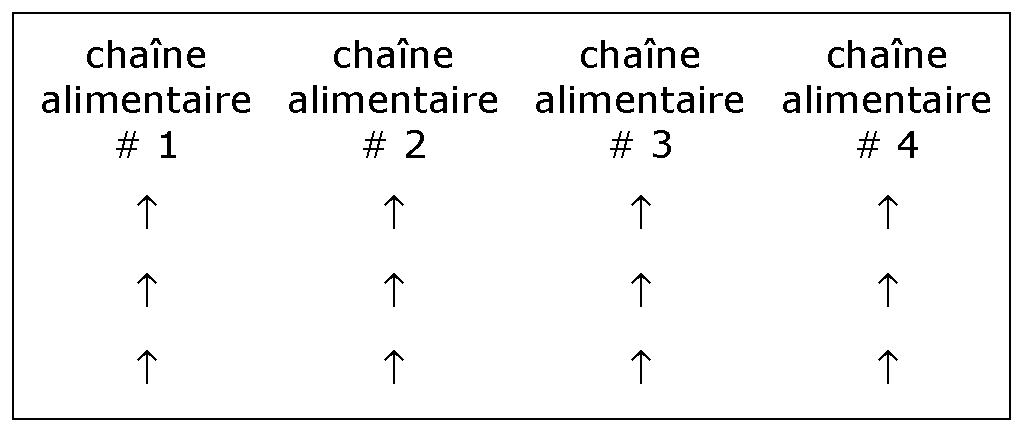 chaîne chaîne chaîne chaîne
alimentaire alimentaire alimentaire alimentaire
# 1 # 2 # 3 # 4
↑ ↑ ↑ ↑
↑ ↑ ↑ ↑
↑ ↑ ↑ ↑